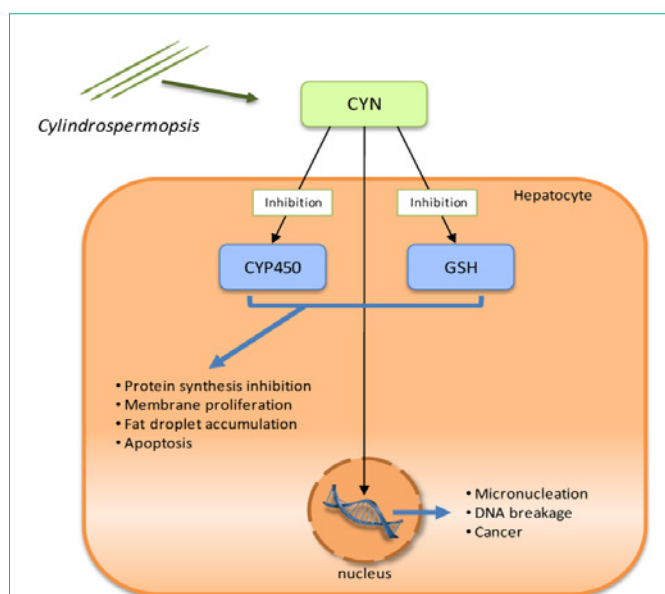 Cylindrospermopsis
CYN
Hepatocyte
Inhibition
Inhibition
CYP450
GSH
• Protein synthesis inhibition
• Membrane proliferation
• Fat droplet accumulation
• Apoptosis
• Micronucleation
• DNA breakage
• Cancer
nucleus